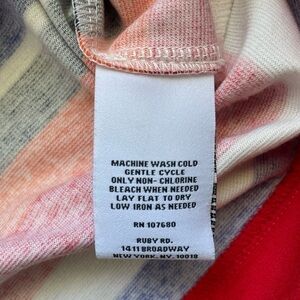 MACHINE WASH COLD
GENTLE CYCLE
ONLY NON- CHLORINE
BLEACH WHEN NEEDED
LAY FLAT TO DRY
LOW IRON AS NEEDED
RN 107680
RUBY RD.
1411 BROADWAY
NEW YORK, NY. 10018